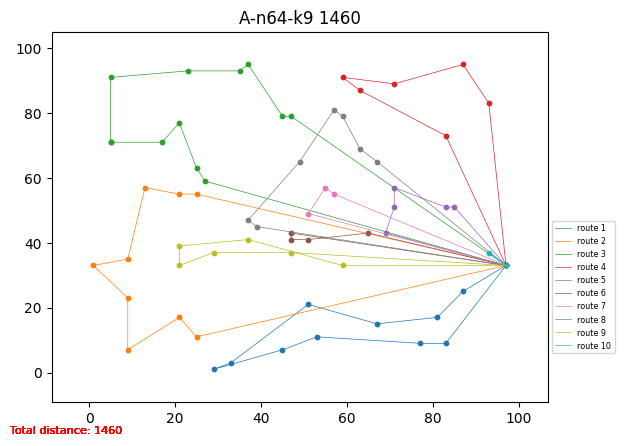 A-n64-k9 1460
100
80
60
40
20
0
0 20 40 60 80 100
route 1
route 2
route 3
route 4
route 5
route 6
route 7
route 8
route 9
route 10
Total distance: 1460